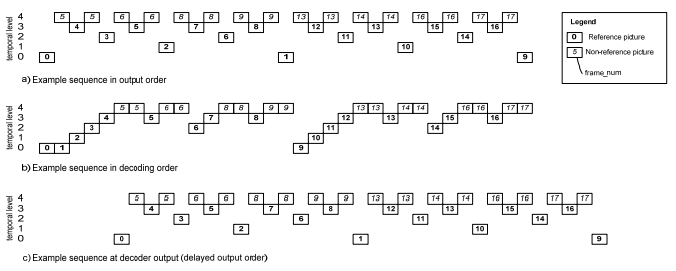 temporal level
4 5 5 6 6 8 8 9 9 13 13 14 14 16 16 17 17
3 4 5 7 8 12 13 15 16
2 3 6 11 14
1 2 10
0 0 1 9
a) Example sequence in output order
Legend
0 Reference picture
5 Non-reference picture
frame_num
temporal level
4 5 5 6 6 8 8 9 9 13 13 14 14 16 16 17 17
3 4 5 7 8 12 13 15 16
2 3 6 11 14
1 2 10
0 0 1 9
b) Example sequence in decoding order
temporal level
4 5 5 6 6 8 8 9 9 13 13 14 14 16 16 17 17
3 4 5 7 8 12 13 15 16
2 3 6 11 14
1 2 10
0 0 1 9
c) Example sequence at decoder output (delayed output order)